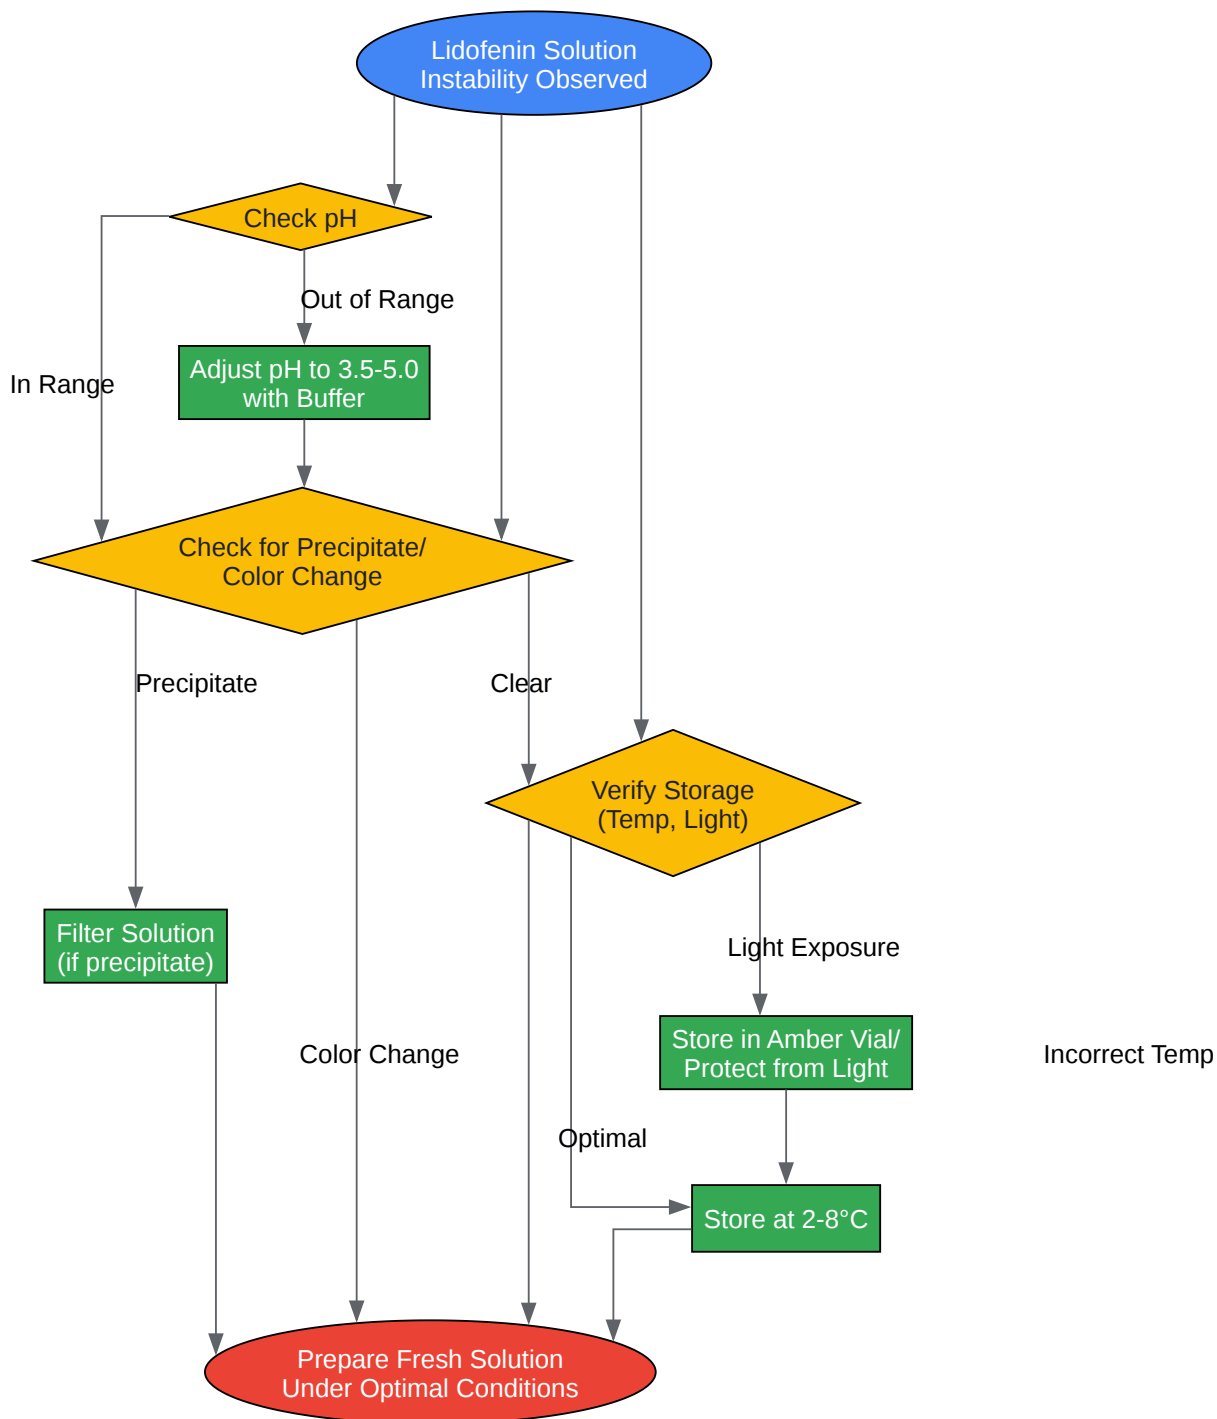 Lidofenin Solution
Instability Observed
Check pH
Out of Range
In Range
Adjust pH to 3.5-5.0
with Buffer
Check for Precipitate/
Color Change
Precipitate
Clear
Verify Storage
(Temp, Light)
Filter Solution
(if precipitate)
Light Exposure
Store in Amber Vial/
Protect from Light
Color Change
Incorrect Temp
Optimal
Store at 2-8°C
Prepare Fresh Solution
Under Optimal Conditions